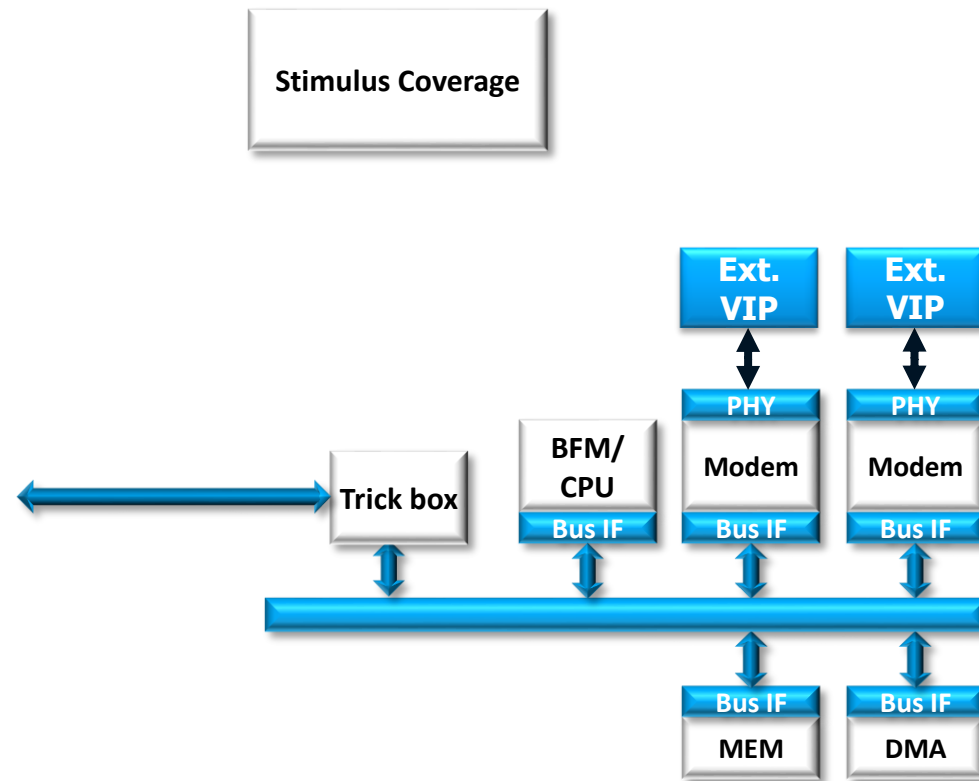 Stimulus Coverage
Ext.
VIP
Ext.
VIP
PHY
PHY
BFM/
CPU
Modem
Modem
Trick box
Bus IF
Bus IF
Bus IF
Bus IF
Bus IF
MEM
DMA